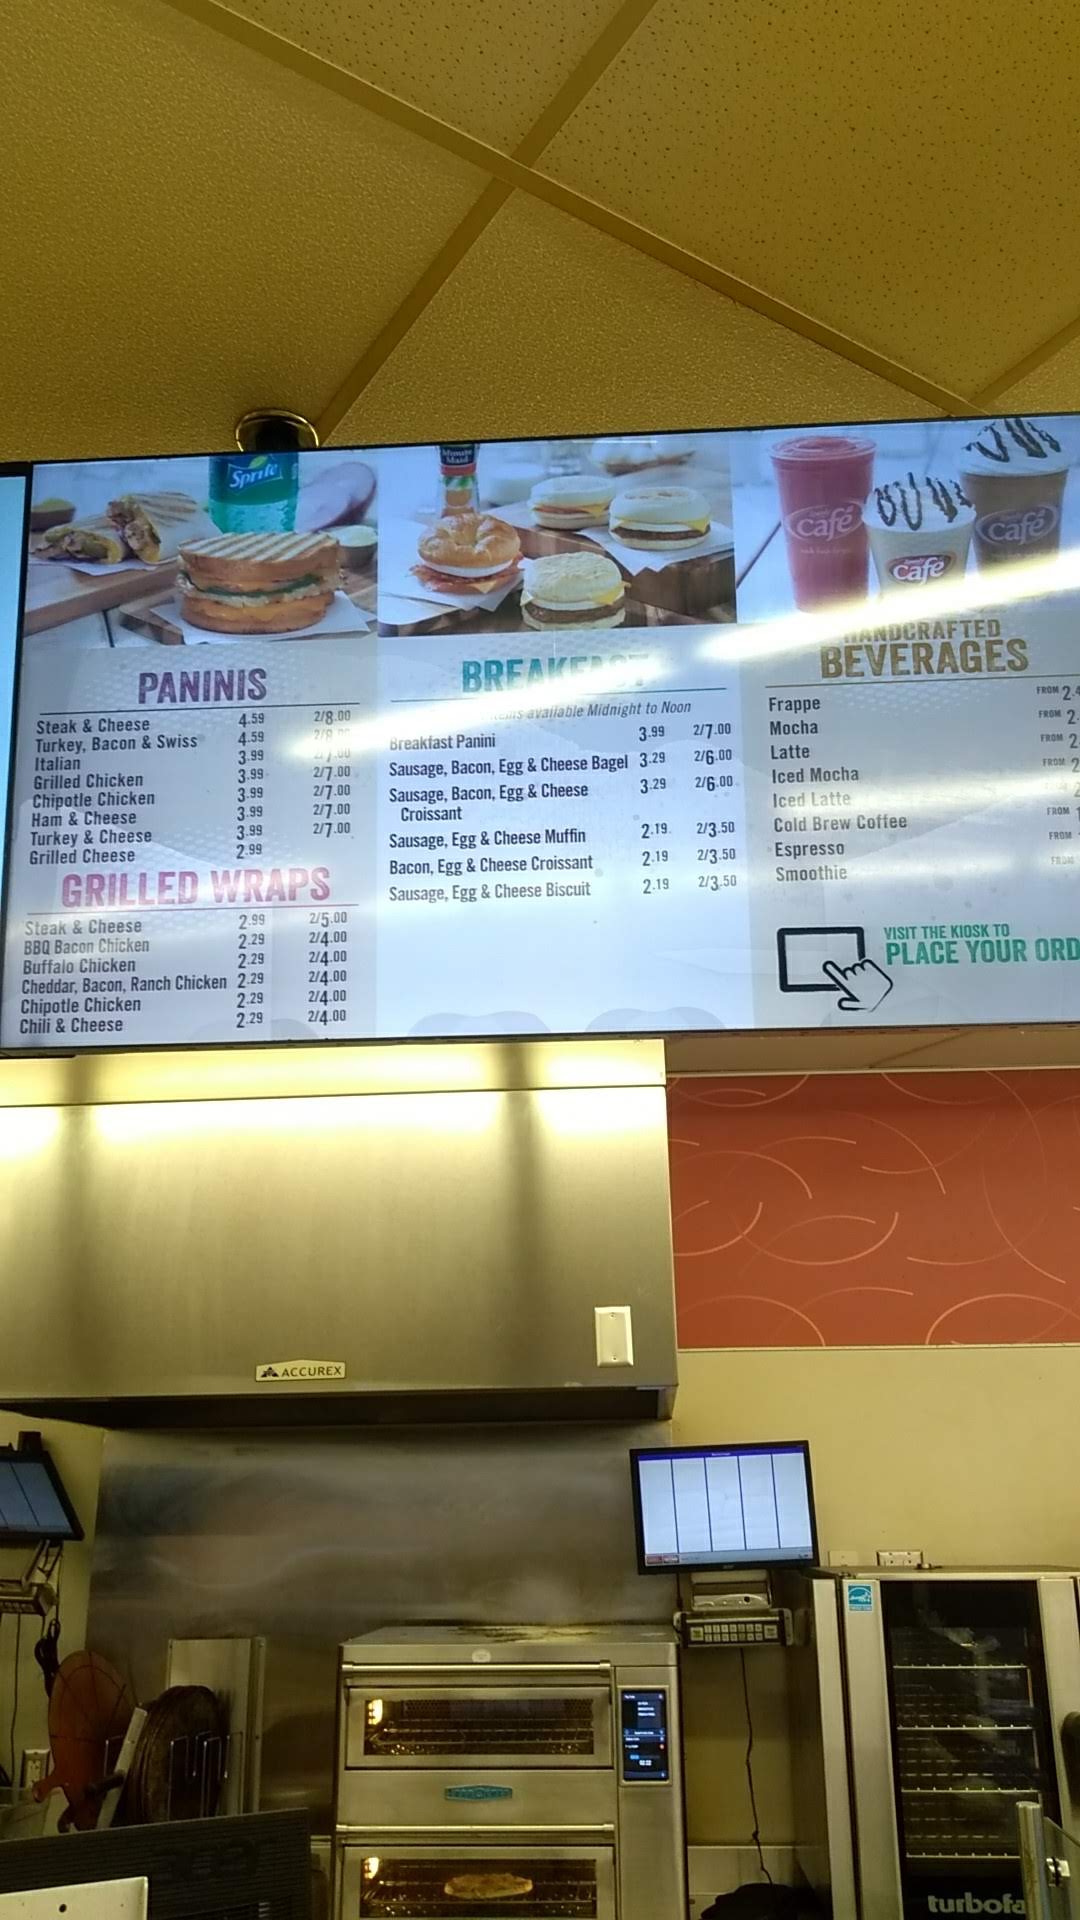 Sprite
Minute
Maid
café
café
café
PANINIS
Steak & Cheese 4.59 2/8.00
Turkey, Bacon & Swiss 4.59
Italian 3.99
Grilled Chicken 3.99 2/7.00
Chipotle Chicken 3.99 2/7.00
Ham & Cheese 3.99 2/7.00
Turkey & Cheese 3.99 2/7.00
Grilled Cheese 2.99
GRILLED WRAPS
Steak & Cheese 2.99 2/5.00
BBQ Bacon Chicken 2.29 2/4.00
Buffalo Chicken 2.29 2/4.00
Cheddar, Bacon, Ranch Chicken 2.29 2/4.00
Chipotle Chicken 2.29 2/4.00
Chili & Cheese 2.29 2/4.00
BREAKFAST
available Midnight to Noon
Breakfast Panini 3.99 2/7.00
Sausage, Bacon, Egg & Cheese Bagel 3.29 2/6.00
Sausage, Bacon, Egg & Cheese 3.29 2/6.00
Croissant
Sausage, Egg & Cheese Muffin 2.19 2/3.50
Bacon, Egg & Cheese Croissant 2.19 2/3.50
Sausage, Egg & Cheese Biscuit 2.19 2/3.50
HANDCRAFTED
BEVERAGES
Frappe FROM 2.
Mocha FROM 2.
Latte FROM 2
Iced Mocha FROM 2
Iced Latte
Cold Brew Coffee FROM
Espresso FROM
Smoothie FROM
VISIT THE KIOSK TO
PLACE YOUR ORD
ACCUREX
acer
turbofa